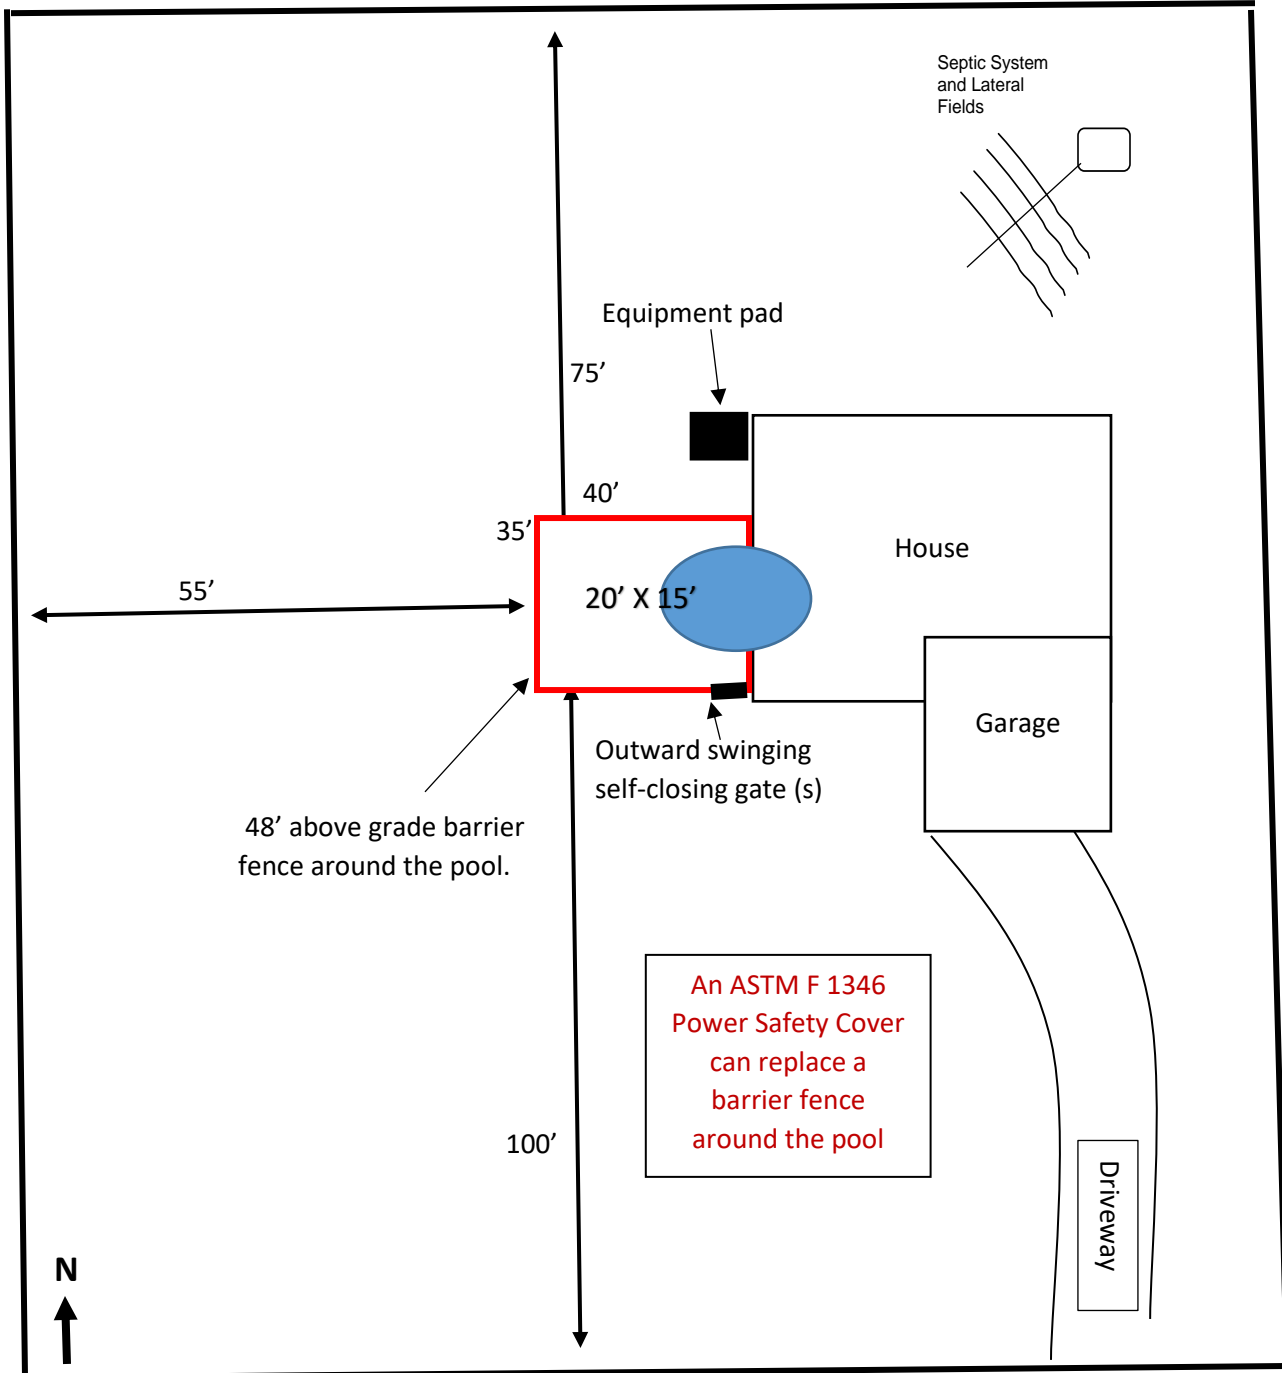 Septic System
and Lateral
Fields
Equipment pad
75’
40’
35’
House
55’
20’ X 15’
Garage
Outward swinging
self-closing gate (s)
48’ above grade barrier
fence around the pool.
An ASTM F 1346
Power Safety Cover
can replace a
barrier fence
around the pool
100’
Driveway
N